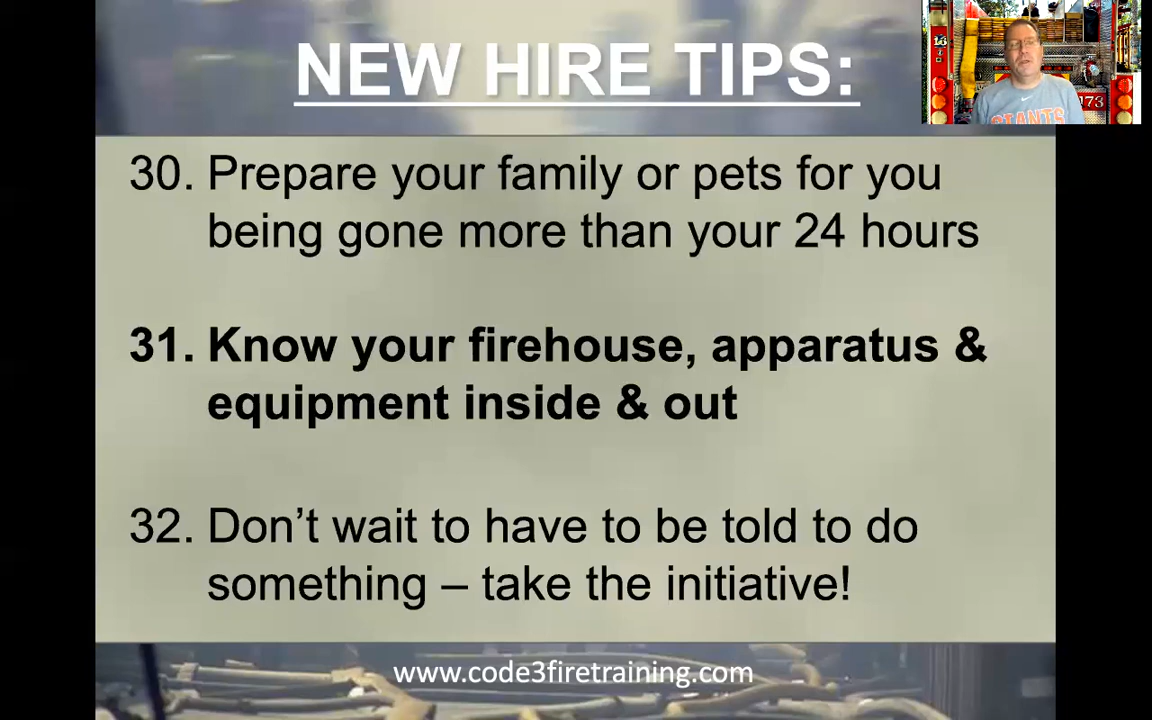 NEW HIRE TIPS:
30. Prepare your family or pets for you
being gone more than your 24 hours
31. Know your firehouse, apparatus &
equipment inside & out
32. Don’t wait to have to be told to do
something – take the initiative!
www.code3firetraining.com
GIANTS
173